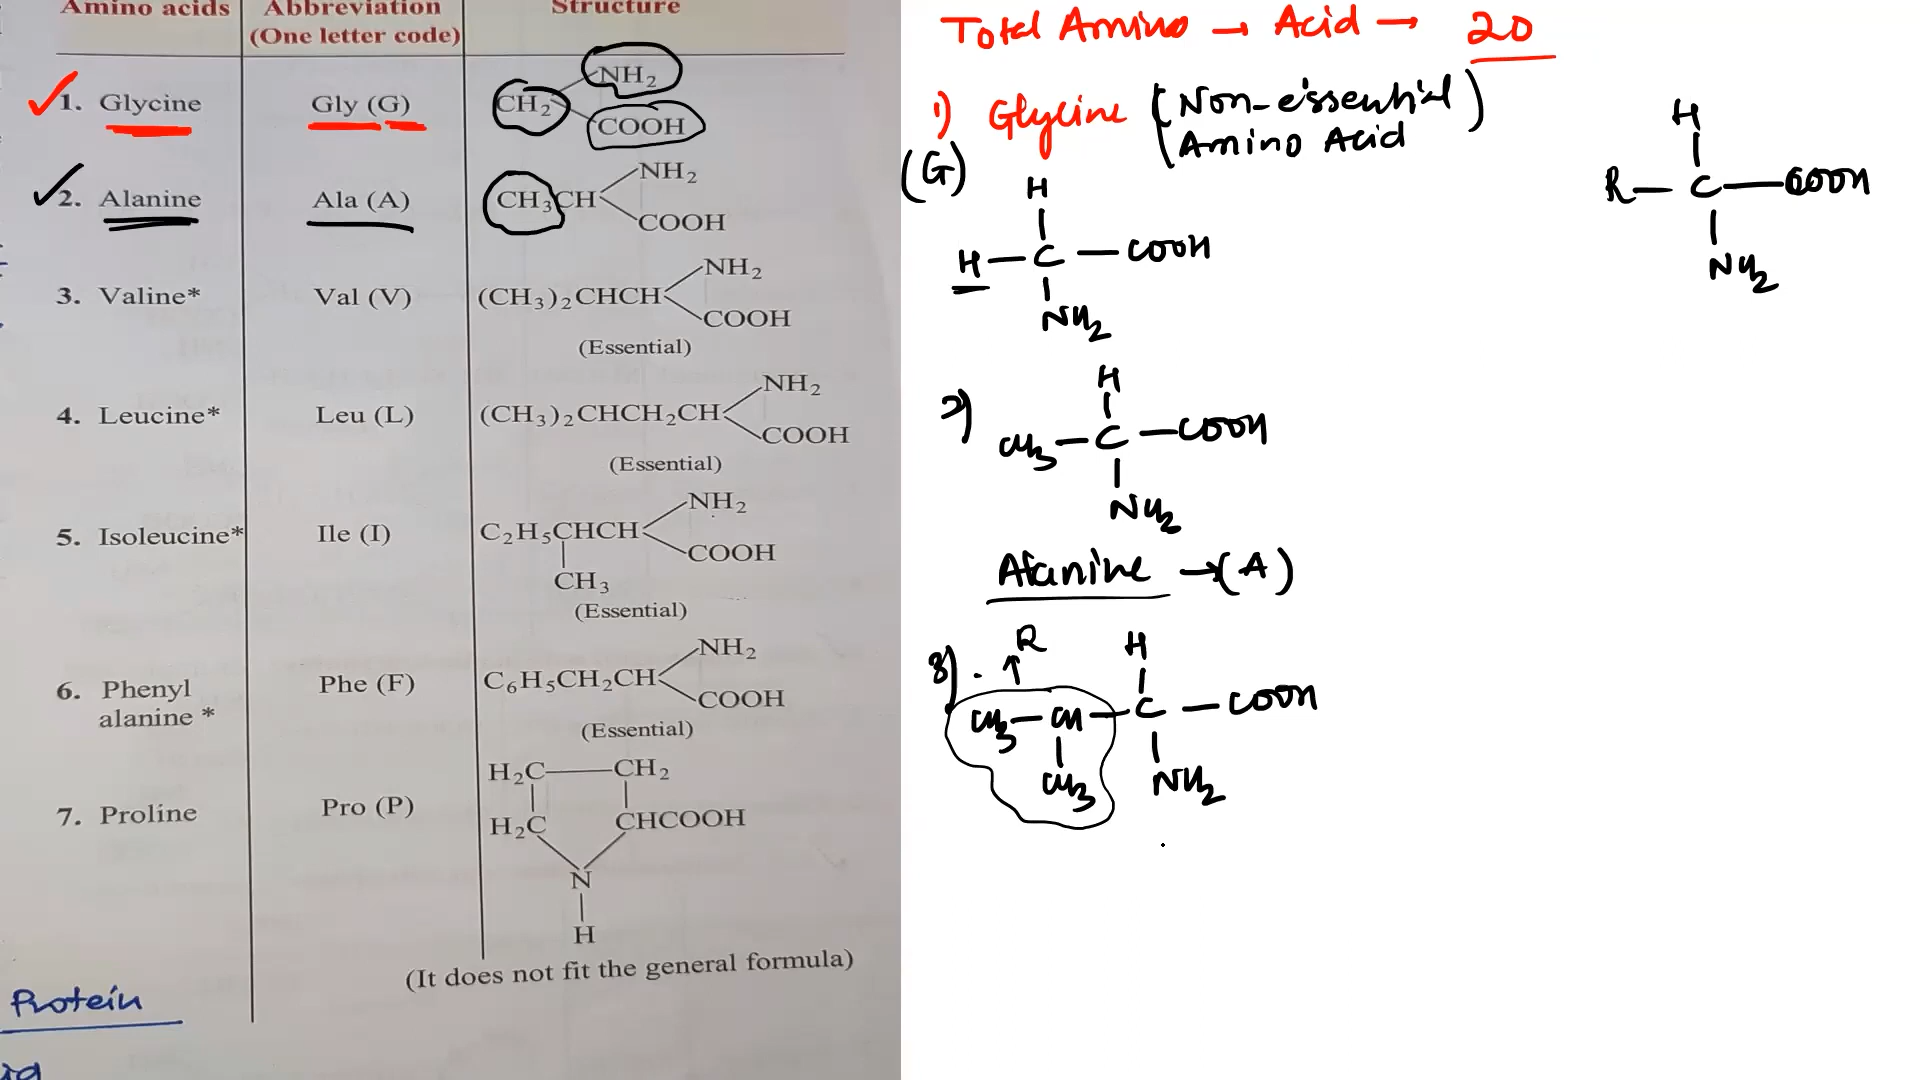 Amino acids Abbreviation (One letter code) Structure
1. Glycine Gly (G) CH2 NH2 COOH
2. Alanine Ala (A) CH3CH NH2 COOH
3. Valine* Val (V) (CH3)2CHCH NH2 COOH
(Essential)
4. Leucine* Leu (L) (CH3)2CHCH2CH NH2 COOH
(Essential)
5. Isoleucine* Ile (I) C2H5CHCH NH2 COOH
CH3
(Essential)
6. Phenyl alanine * Phe (F) C6H5CH2CH NH2 COOH
(Essential)
7. Proline Pro (P) H2C CH2
H2C CHCOOH
N
H
(It does not fit the general formula)
Protein
Total Amino → Acid → 20
1) Glycine (Non-essential
Amino Acid)
(G)
H
H — C — COOH
NH2
H
R — C — COOH
NH2
2)
H
CH3 — C — COOH
NH2
Alanine → (A)
3)
R H
CH3 — CH — C — COOH
CH3 NH2